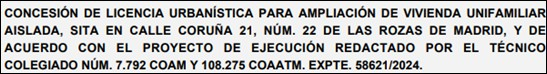 CONCESIÓN DE LICENCIA URBANÍSTICA PARA AMPLIACIÓN DE VIVIENDA UNIFAMILIAR
AISLADA, SITA EN CALLE CORUÑA 21, NÚM. 22 DE LAS ROZAS DE MADRID, Y DE
ACUERDO CON EL PROYECTO DE EJECUCIÓN REDACTADO POR EL TÉCNICO
COLEGIADO NÚM. 7.792 COAM Y 108.275 COAATM. EXPTE. 58621/2024.